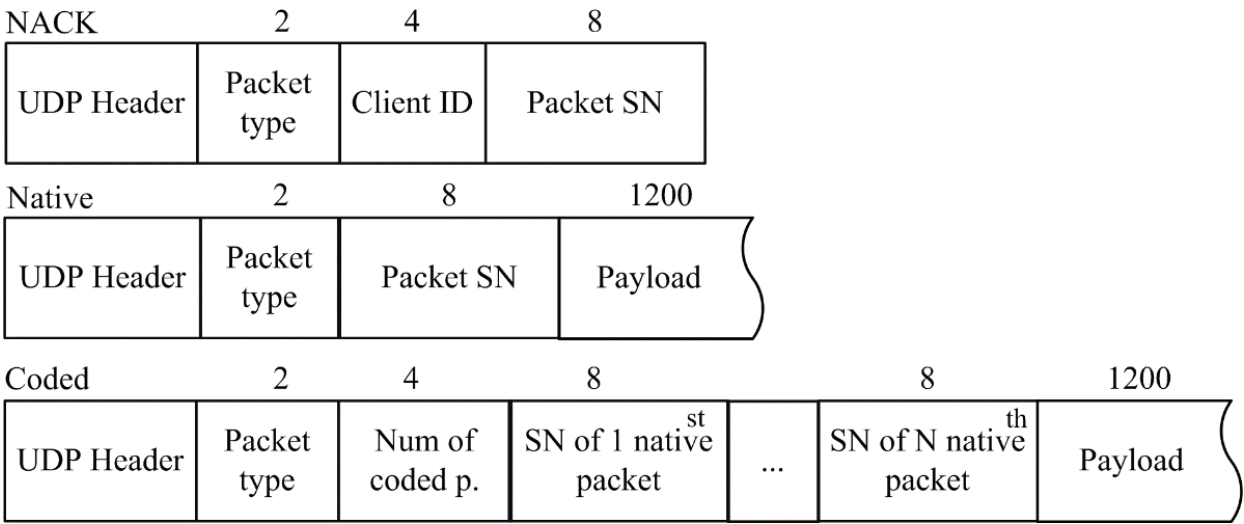 NACK 2 4 8
UDP Header Packet type Client ID Packet SN
Native 2 8 1200
UDP Header Packet type Packet SN Payload
Coded 2 4 8 8 1200
UDP Header Packet type Num of coded p. SN of 1st native packet ... SN of Nth native packet Payload